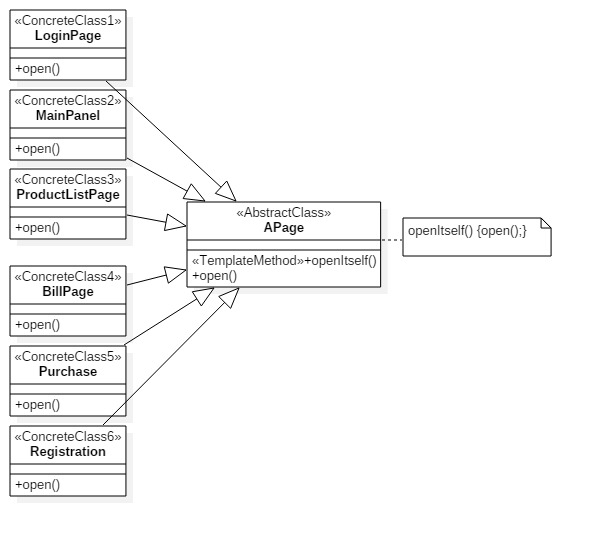 «ConcreteClass1»
LoginPage
+open()
«ConcreteClass2»
MainPanel
+open()
«ConcreteClass3»
ProductListPage
+open()
«AbstractClass»
APage
«TemplateMethod»+openItself()
+open()
openItself() {open();}
«ConcreteClass4»
BillPage
+open()
«ConcreteClass5»
Purchase
+open()
«ConcreteClass6»
Registration
+open()